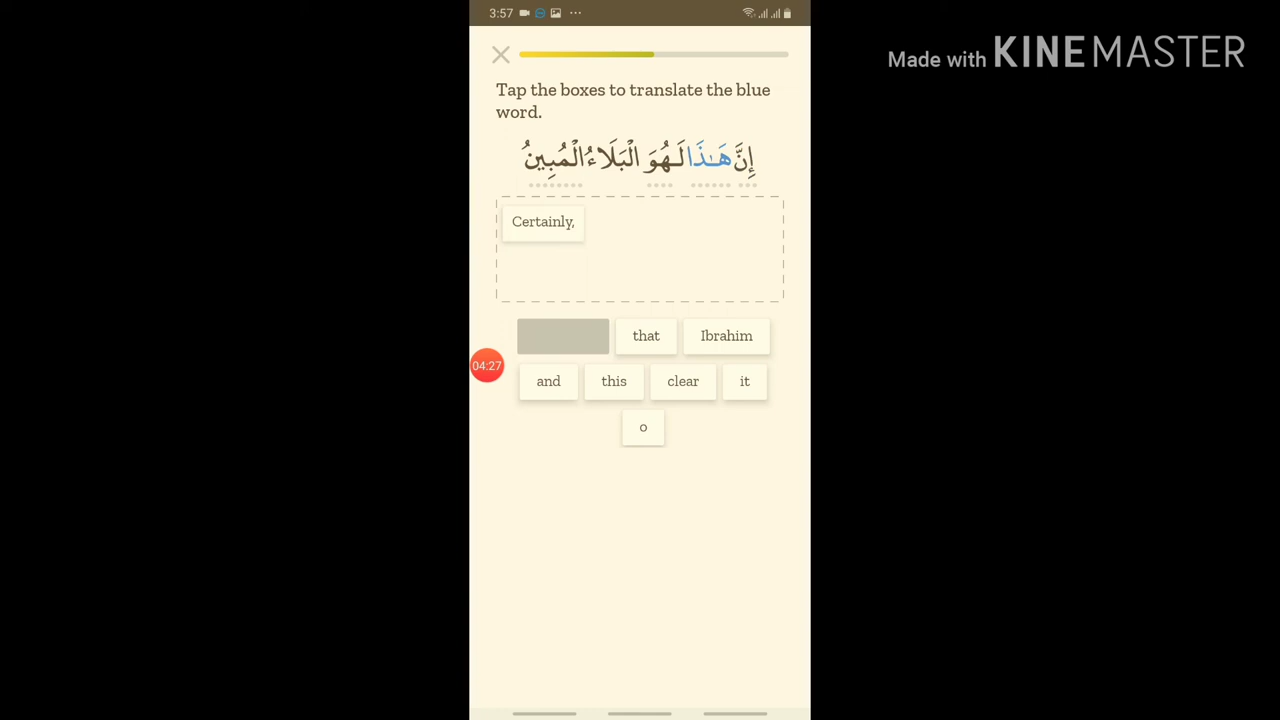 3:57
Made with KINEMASTER
Tap the boxes to translate the blue
word.
إِنَّ هَـٰذَا لَـهُوَ الْبَلَاءُ الْمُبِينُ
Certainly,
that Ibrahim
04:27
and this clear it
o